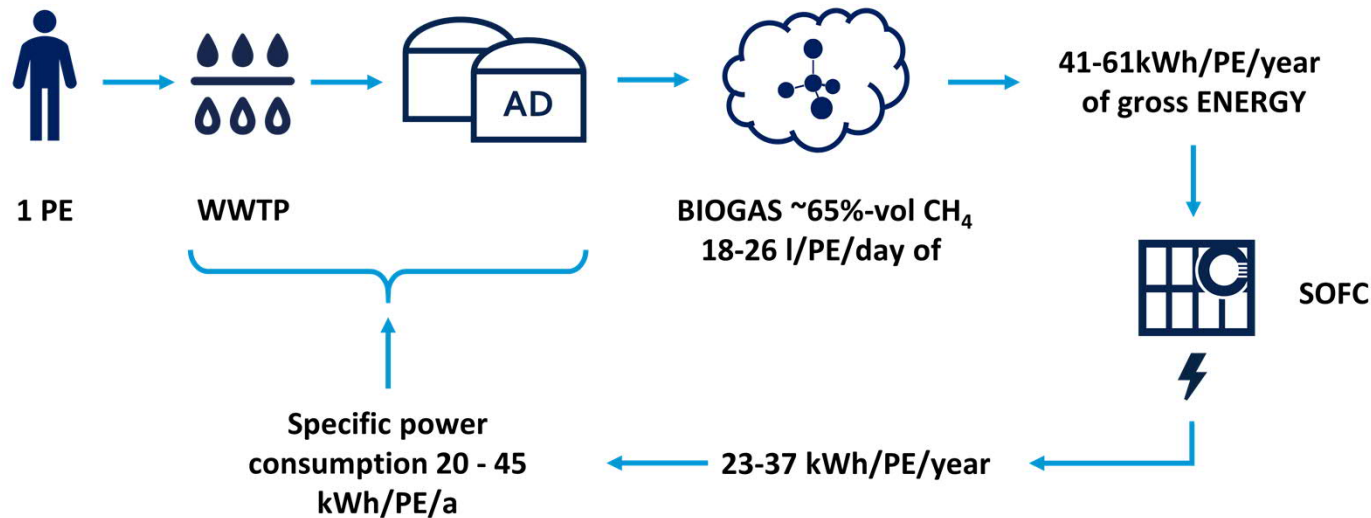 1 PE
WWTP
AD
BIOGAS ~65%-vol CH₄
18-26 l/PE/day of
41-61kWh/PE/year
of gross ENERGY
SOFC
23-37 kWh/PE/year
Specific power
consumption 20 - 45
kWh/PE/a